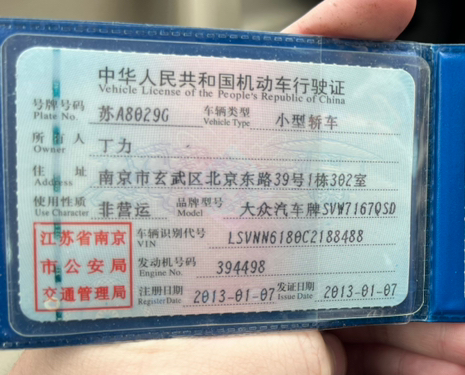 中华人民共和国机动车行驶证
Vehicle License of the People's Republic of China
号牌号码 苏A8029G 车辆类型 小型轿车
Plate No. Vehicle Type
所有人 丁力
Owner
住址 南京市玄武区北京东路39号1栋302室
Address
使用性质 非营运 品牌型号 大众汽车牌SVW7167QSD
Use Character Model
江苏省南京
市公安局
交通管理局
车辆识别代号 LSVNN6180C2188488
VIN
发动机号码 394498
Engine No.
注册日期 2013-01-07 发证日期 2013-01-07
Register Date Issue Date